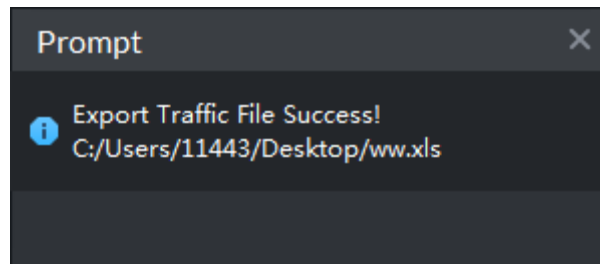 Prompt
Export Traffic File Success!
C:/Users/11443/Desktop/ww.xls